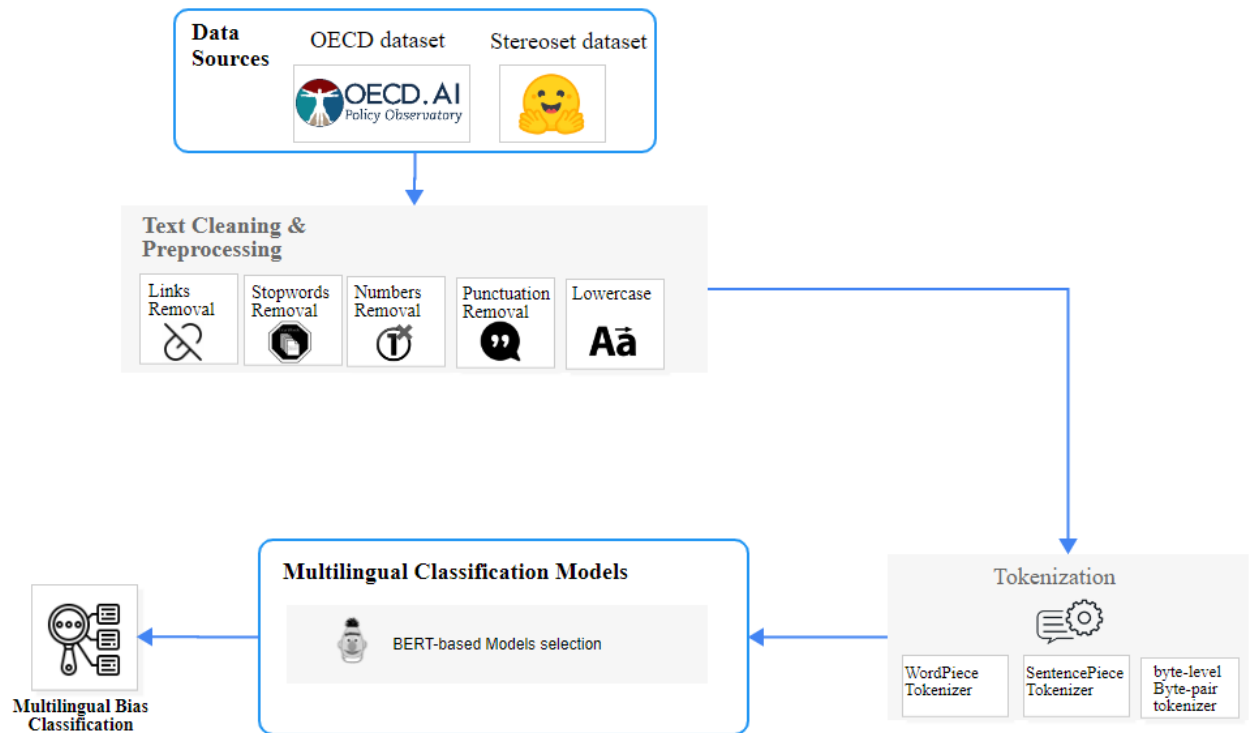 Data
Sources
OECD dataset
Stereoset dataset
OECD.AI
Policy Observatory
Text Cleaning &
Preprocessing
Links
Removal
Stopwords
Removal
Numbers
Removal
Punctuation
Removal
Lowercase
Aa
Tokenization
WordPiece
Tokenizer
SentencePiece
Tokenizer
byte-level
Byte-pair
tokenizer
Multilingual Classification Models
BERT-based Models selection
Multilingual Bias
Classification